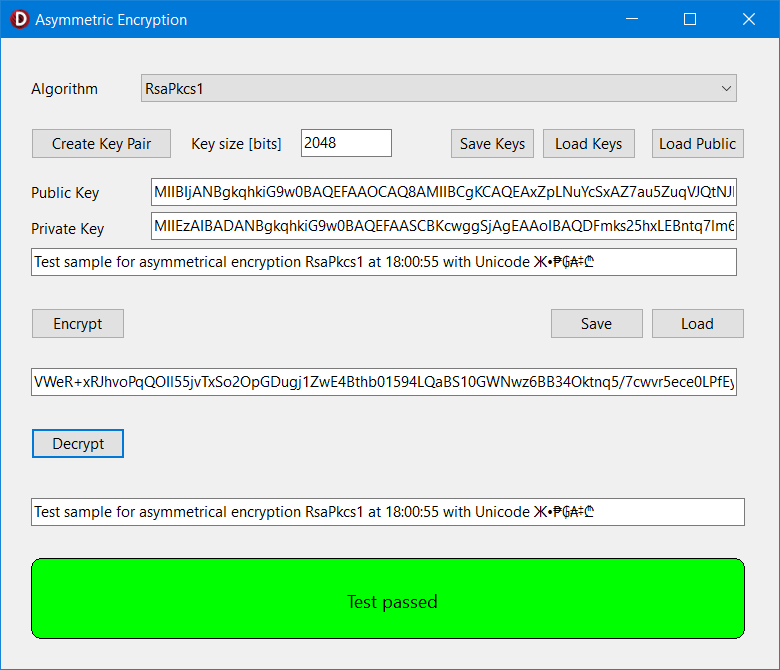 D Asymmetric Encryption
Algorithm RsaPkcs1
Create Key Pair Key size [bits] 2048 Save Keys Load Keys Load Public
Public Key MIIBIjANBgkqhkiG9w0BAQEFAAOCAQ8AMIIBCgKCAQEAxZpLNuYcSxAZ7au5ZuqVJQtNJ
Private Key MIIEzAIBADANBgkqhkiG9w0BAQEFAASCBKcwggSjAgEAAoIBAQDFmks25hxLEBntq7lm6
Test sample for asymmetrical encryption RsaPkcs1 at 18:00:55 with Unicode Ж•₱₲₳‡₾
Encrypt Save Load
VWeR+xRJhvoPqQOII55jvTxSo2OpGDugj1ZwE4Bthb01594LQaBS10GWNwz6BB34Oktnq5/7cwvr5ece0LPfEy
Decrypt
Test sample for asymmetrical encryption RsaPkcs1 at 18:00:55 with Unicode Ж•₱₲₳‡₾
Test passed